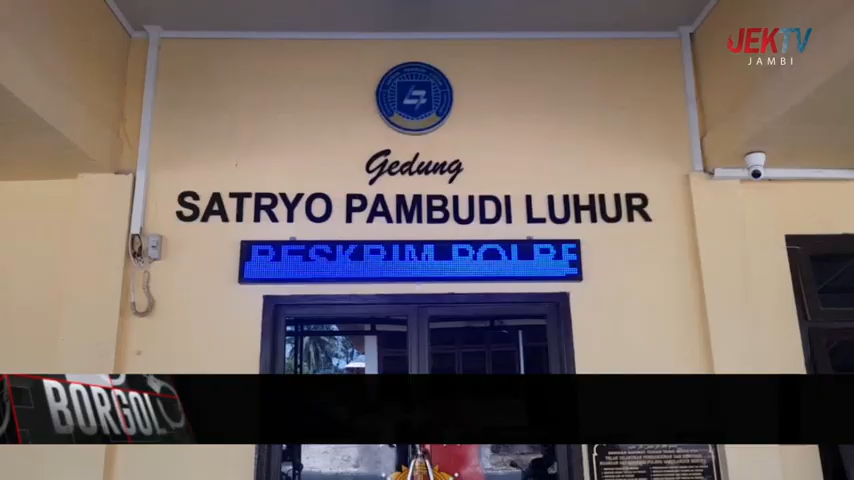 JEKTV
JAMBI
Gedung
SATRYO PAMBUDI LUHUR
RESKRIM POLRE
BORGOL